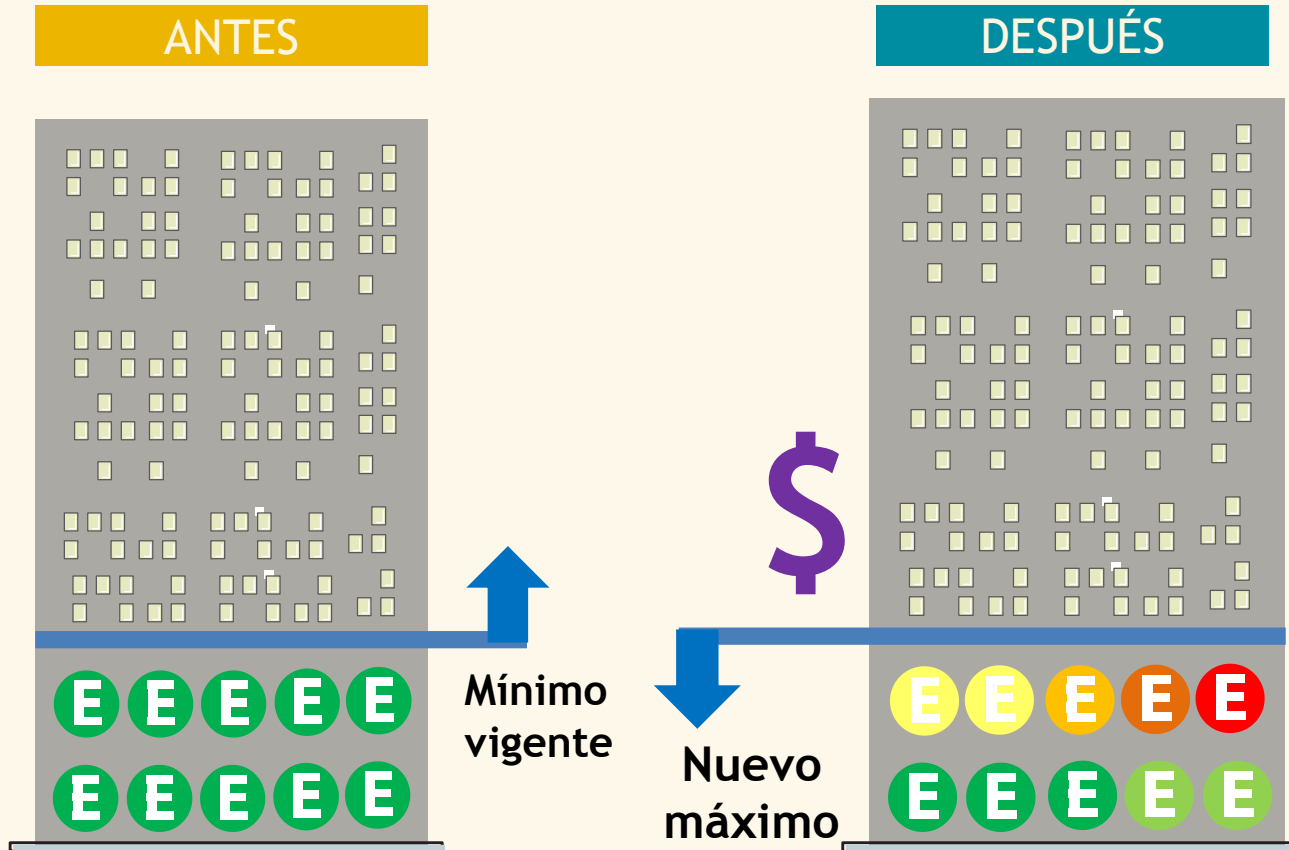 ANTES
DESPUÉS
$
Mínimo
vigente
Nuevo
máximo
E E E E E
E E E E E
E E E E E
E E E E E